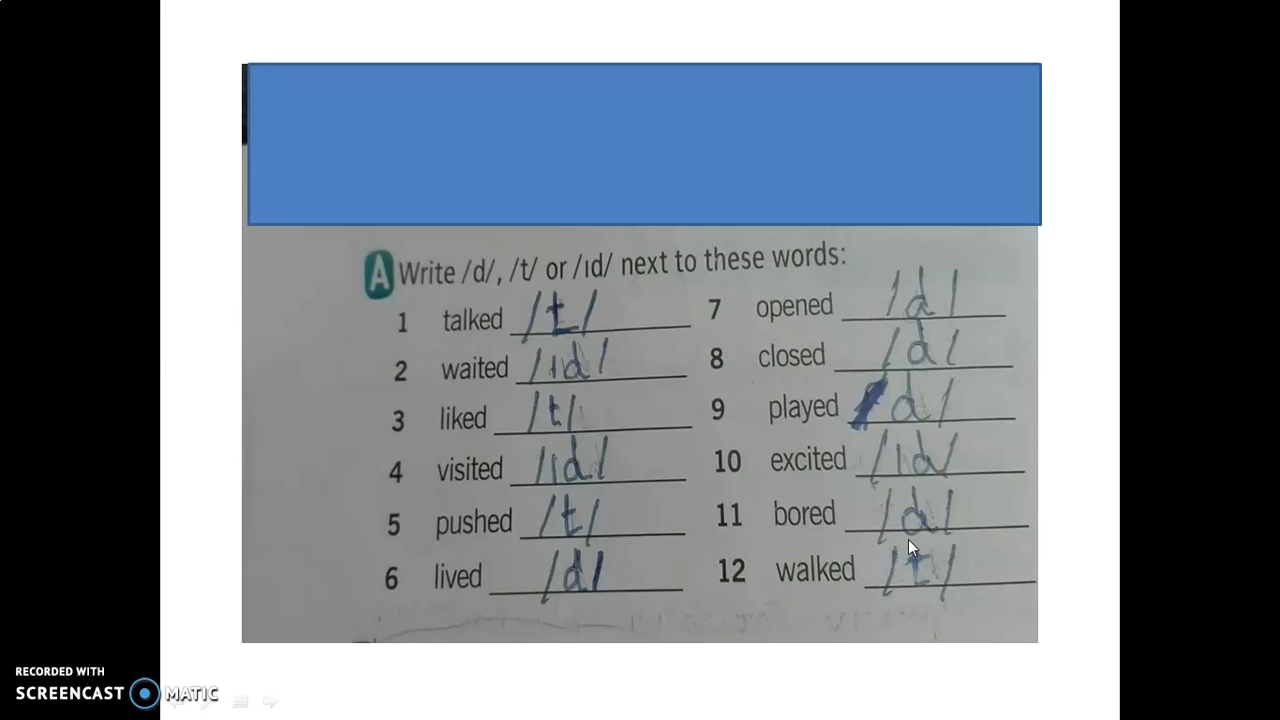 A Write /d/, /t/ or /ɪd/ next to these words:
1 talked /t/
2 waited /ɪd/
3 liked /t/
4 visited /ɪd/
5 pushed /t/
6 lived /d/
7 opened /d/
8 closed /d/
9 played /d/
10 excited /ɪd/
11 bored /d/
12 walked /t/
RECORDED WITH
SCREENCAST MATIC